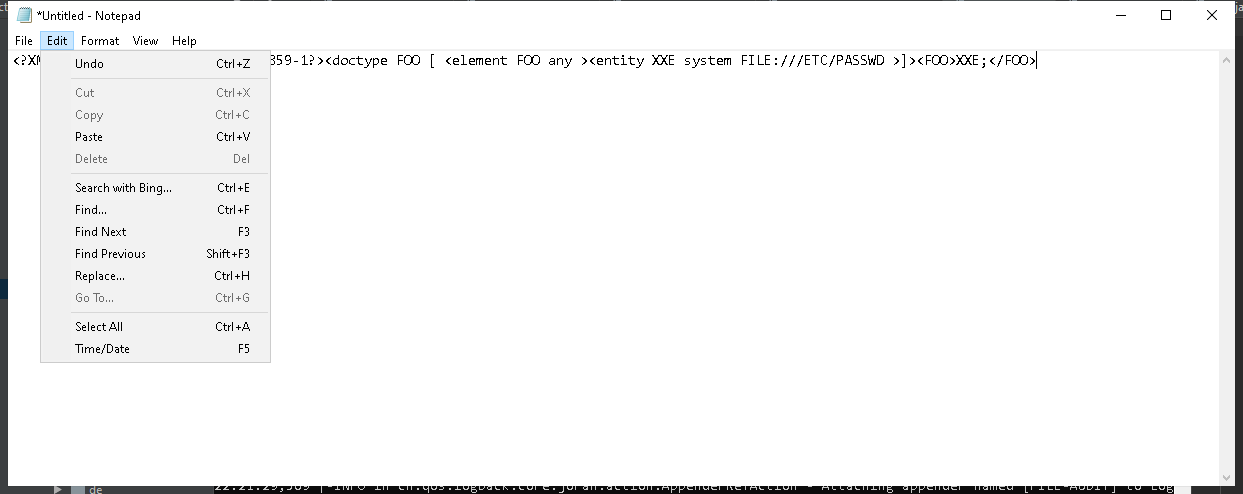 *Untitled - Notepad
File Edit Format View Help
<?XM 859-1?><doctype FOO [ <element FOO any ><entity XXE system FILE:///ETC/PASSWD >]><FOO>XXE;</FOO>
Undo Ctrl+Z
Cut Ctrl+X
Copy Ctrl+C
Paste Ctrl+V
Delete Del
Search with Bing... Ctrl+E
Find... Ctrl+F
Find Next F3
Find Previous Shift+F3
Replace... Ctrl+H
Go To... Ctrl+G
Select All Ctrl+A
Time/Date F5
de
22:21:29,369 |-INFO in ch.qos.logback.core.joran.action.AppenderRefAction - Attaching appender named [FILE-AUDIT] to Log